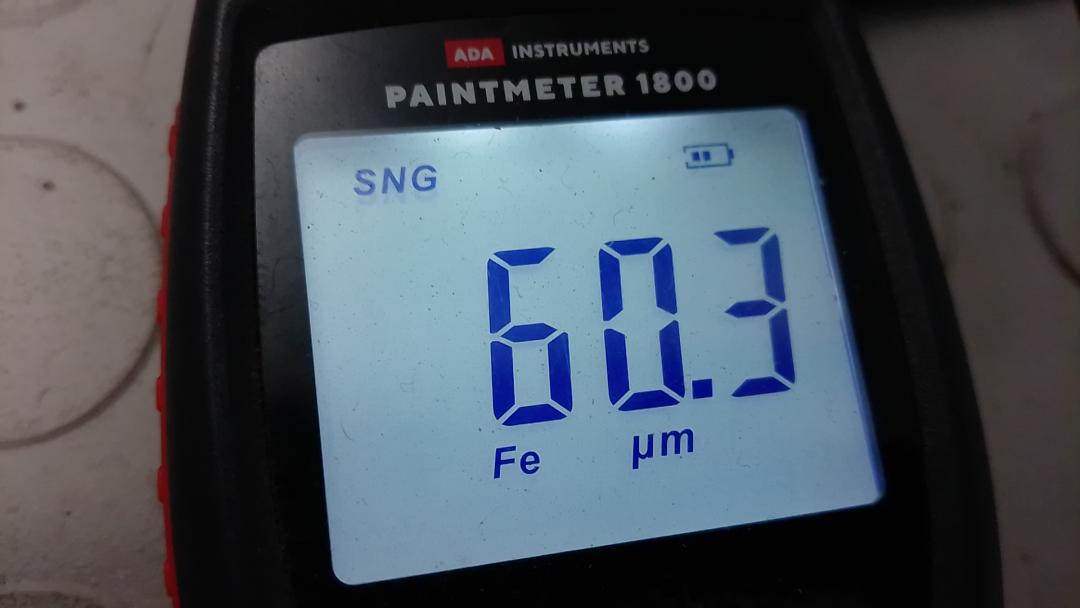 ADA INSTRUMENTS
PAINTMETER 1800
SNG
60.3
Fe µm